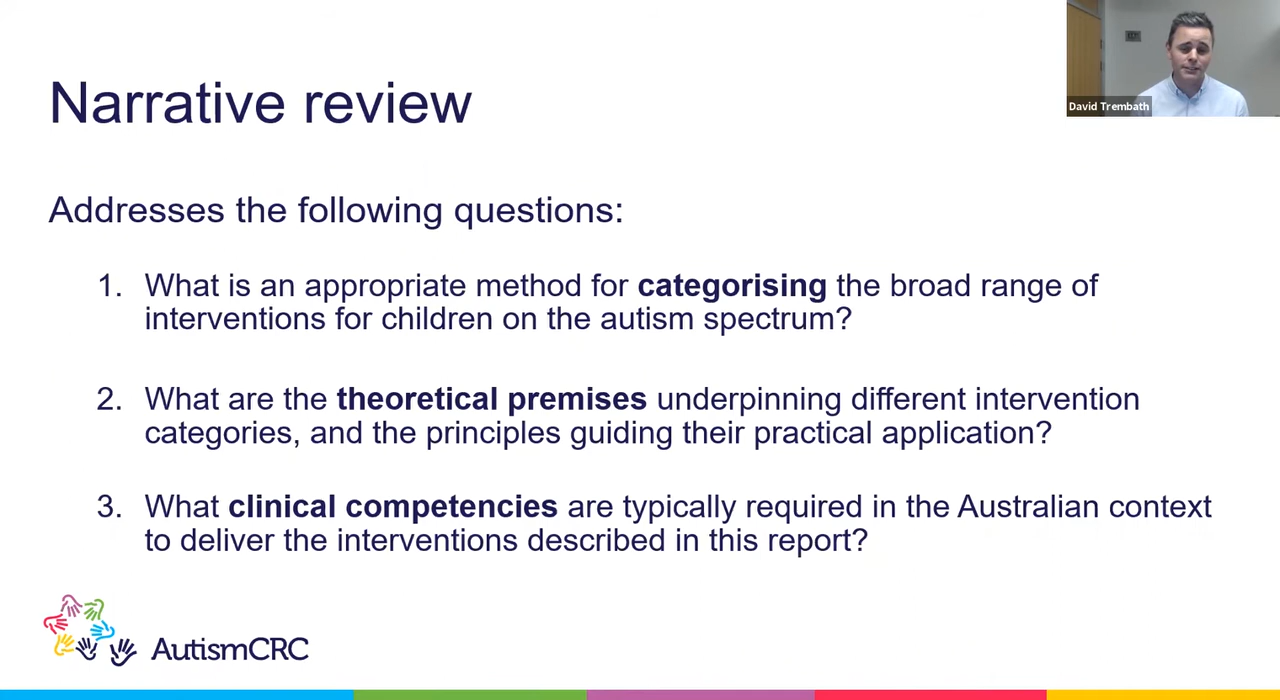 Narrative review
David Trembath
Addresses the following questions:
1. What is an appropriate method for categorising the broad range of
interventions for children on the autism spectrum?
2. What are the theoretical premises underpinning different intervention
categories, and the principles guiding their practical application?
3. What clinical competencies are typically required in the Australian context
to deliver the interventions described in this report?
AutismCRC